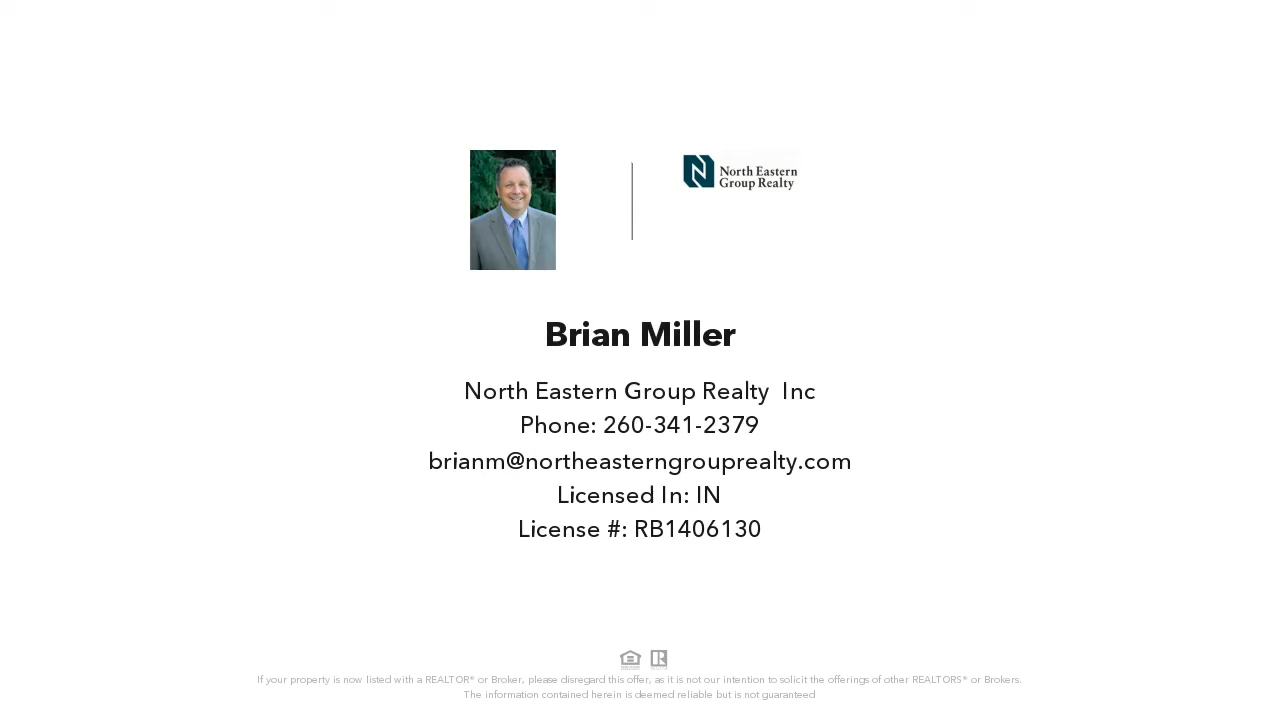 North Eastern
Group Realty
Brian Miller
North Eastern Group Realty  Inc
Phone: 260-341-2379
brianm@northeasterngrouprealty.com
Licensed In: IN
License #: RB1406130
If your property is now listed with a REALTOR® or Broker, please disregard this offer, as it is not our intention to solicit the offerings of other REALTORS® or Brokers.
The information contained herein is deemed reliable but is not guaranteed